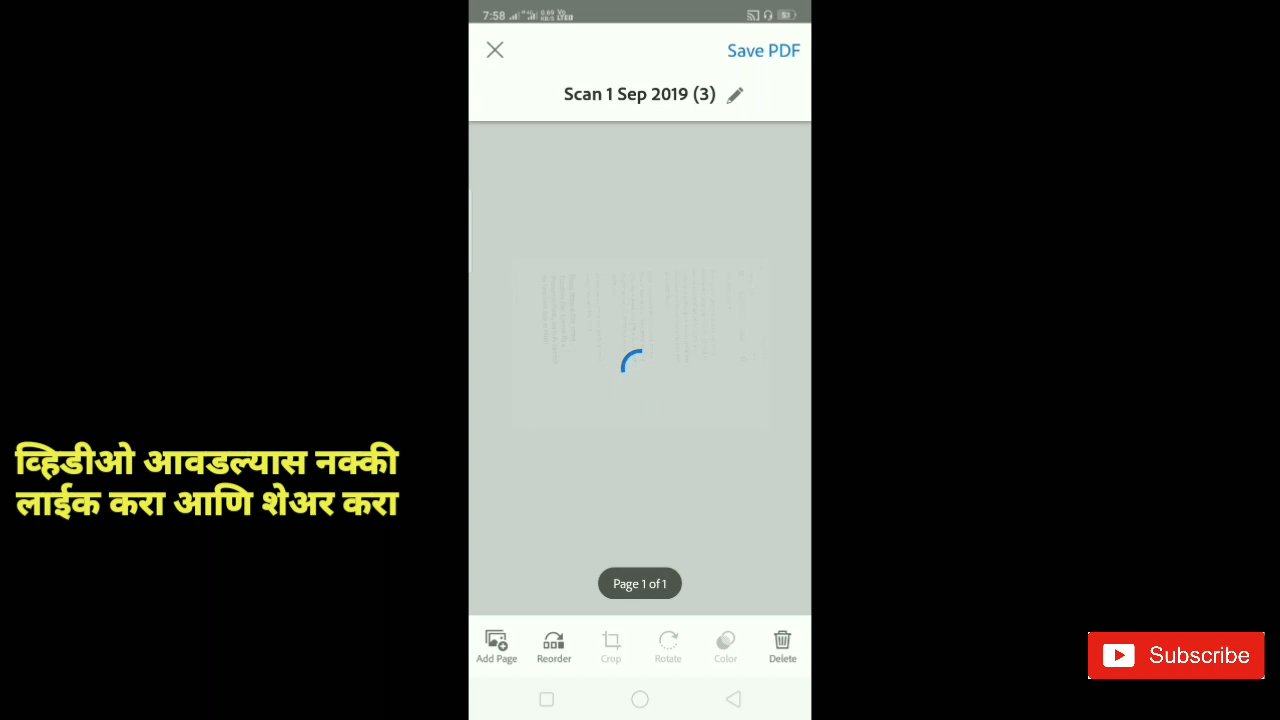 7:58
Save PDF
Scan 1 Sep 2019 (3)
व्हिडीओ आवडल्यास नक्की
लाईक करा आणि शेअर करा
Page 1 of 1
Add Page
Reorder
Crop
Rotate
Color
Delete
Subscribe